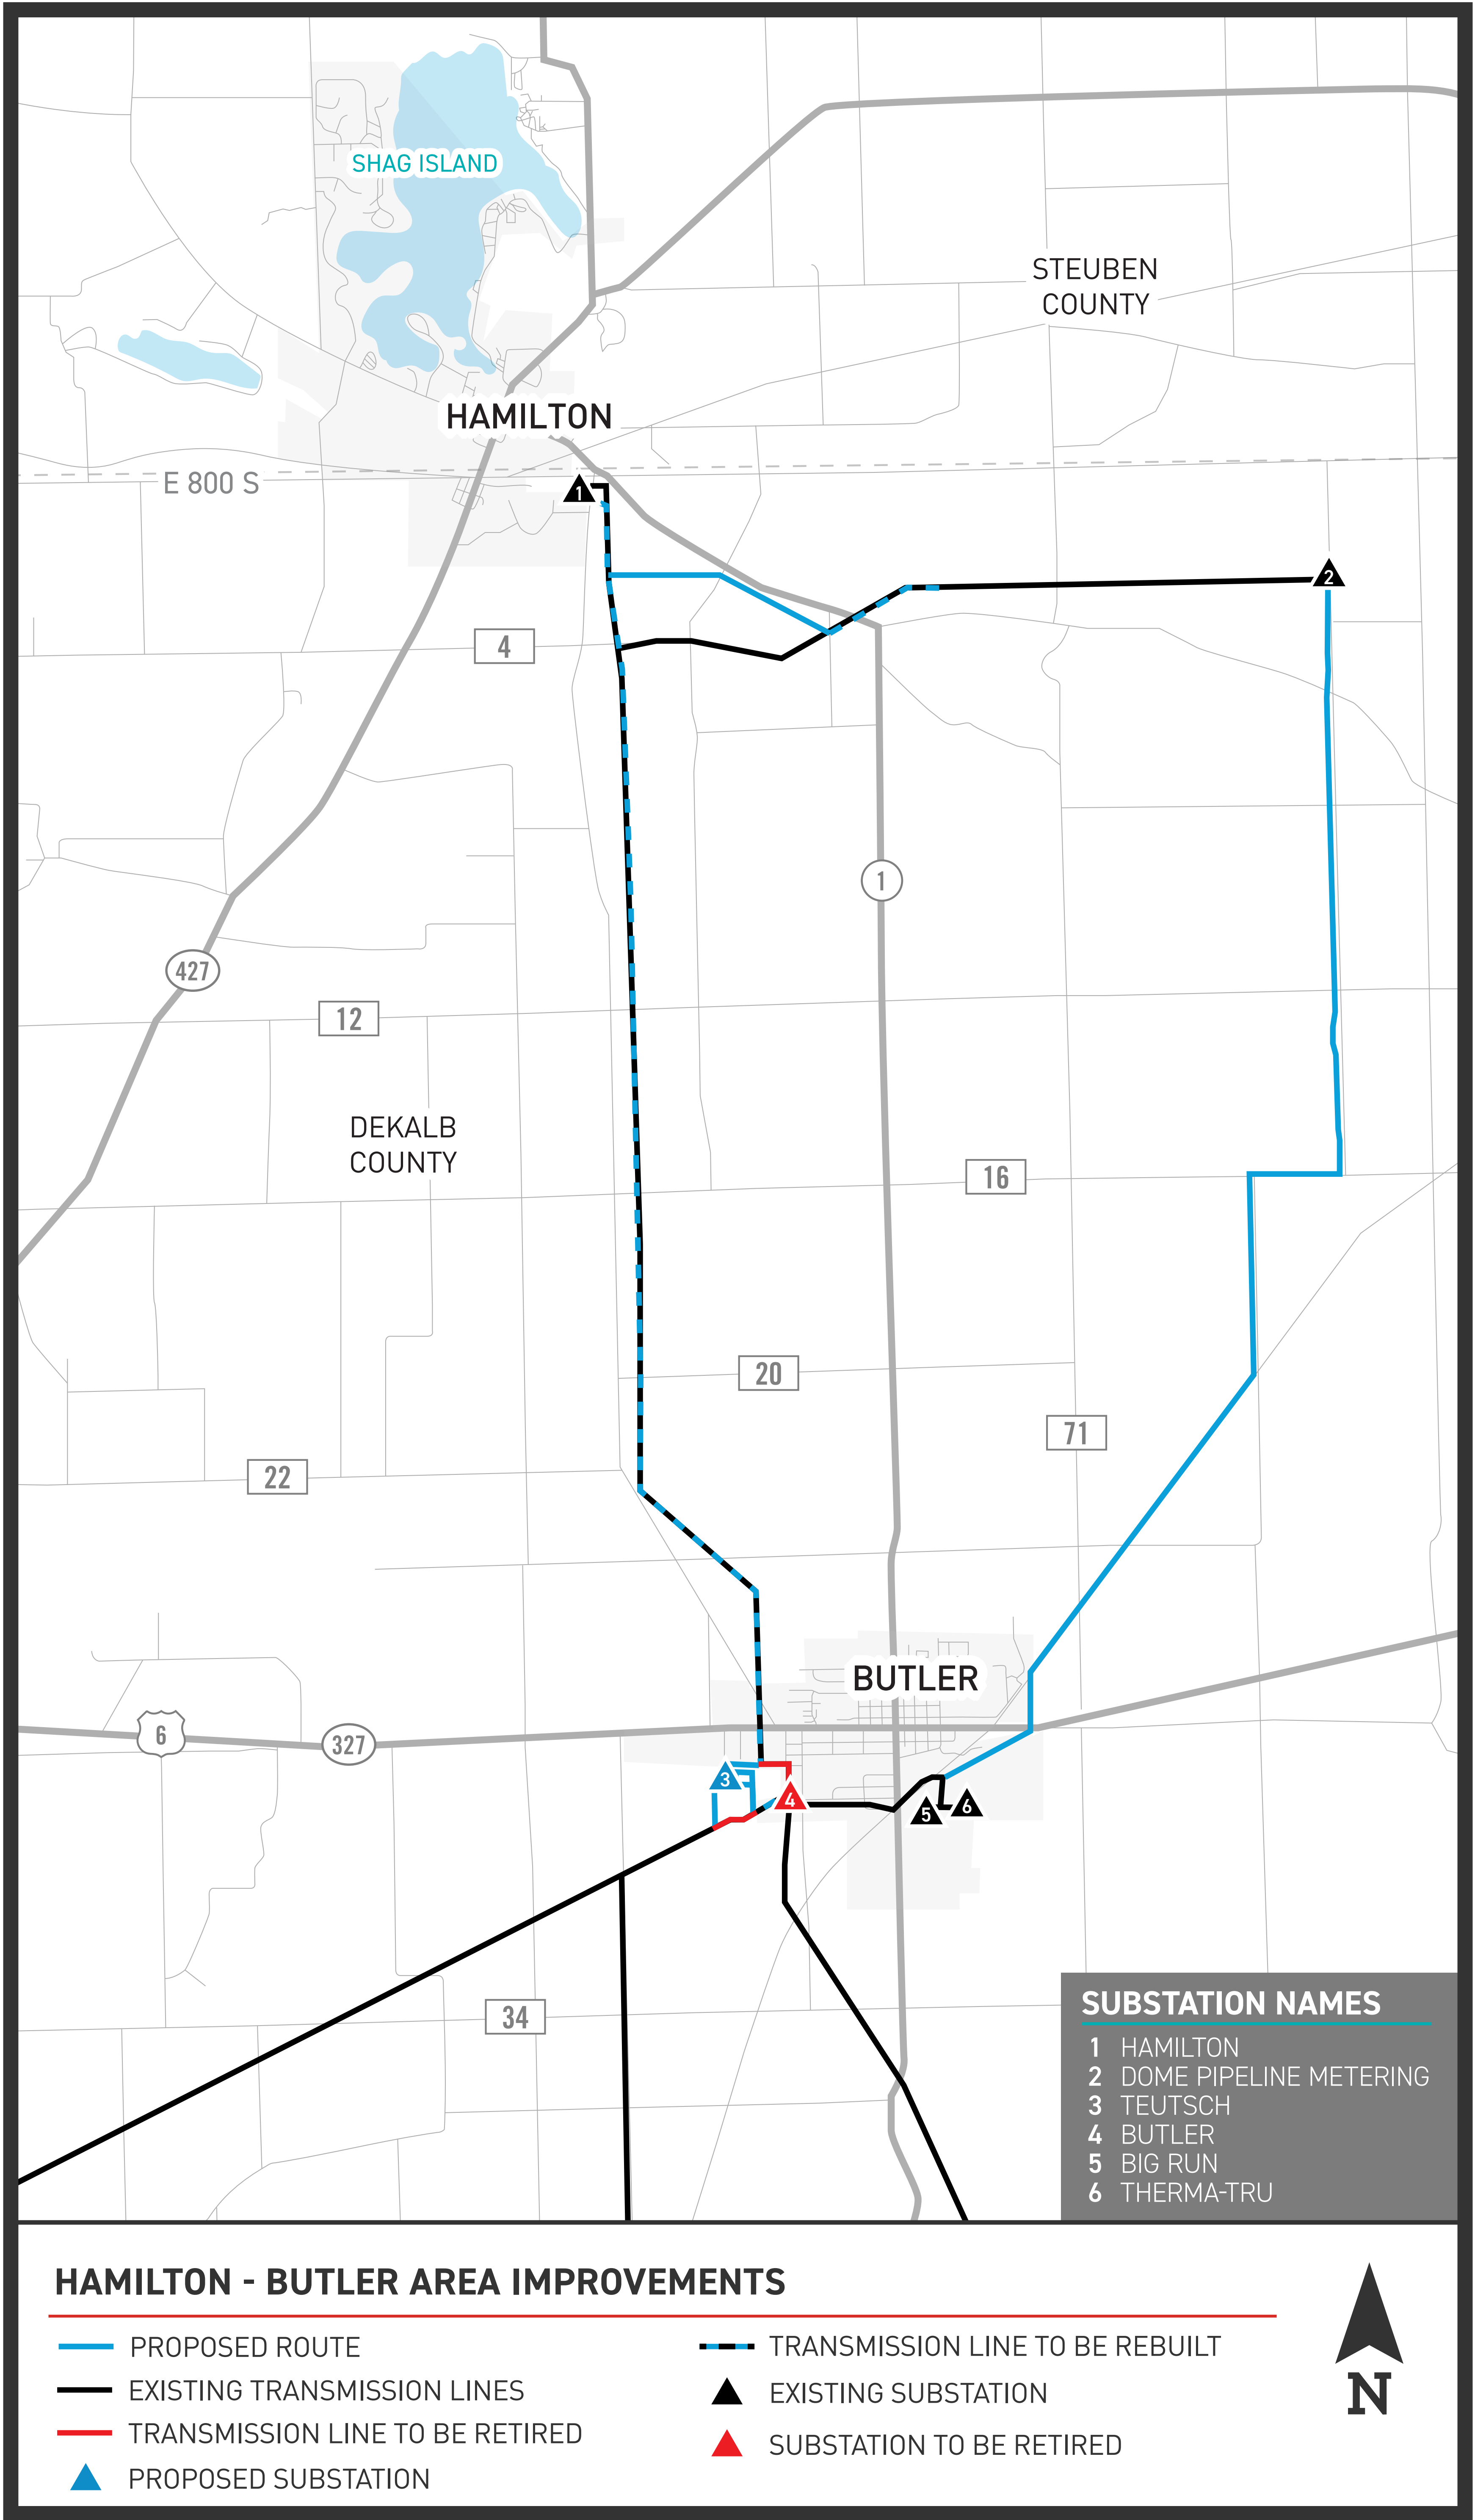 SHAG ISLAND
STEUBEN
COUNTY
HAMILTON
E 800 S
1
2
4
1
427
12
DEKALB
COUNTY
16
20
71
22
BUTLER
6
327
3
4
5
6
34
SUBSTATION NAMES
1 HAMILTON
2 DOME PIPELINE METERING
3 TEUTSCH
4 BUTLER
5 BIG RUN
6 THERMA-TRU
HAMILTON - BUTLER AREA IMPROVEMENTS
PROPOSED ROUTE
EXISTING TRANSMISSION LINES
TRANSMISSION LINE TO BE RETIRED
PROPOSED SUBSTATION
TRANSMISSION LINE TO BE REBUILT
EXISTING SUBSTATION
SUBSTATION TO BE RETIRED
N